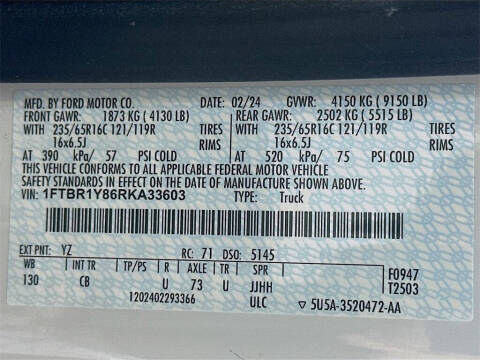 MFD. BY FORD MOTOR CO. DATE: 02/24 GVWR: 4150 KG ( 9150 LB)
FRONT GAWR: 1873 KG ( 4130 LB) REAR GAWR: 2502 KG ( 5515 LB)
WITH 235/65R16C 121/119R TIRES WITH 235/65R16C 121/119R TIRES
16x6.5J RIMS 16x6.5J RIMS
AT 390 kPa/ 57 PSI COLD AT 520 kPa/ 75 PSI COLD
THIS VEHICLE CONFORMS TO ALL APPLICABLE FEDERAL MOTOR VEHICLE
SAFETY STANDARDS IN EFFECT ON THE DATE OF MANUFACTURE SHOWN ABOVE.
VIN: 1FTBR1Y86RKA33603 TYPE: Truck
EXT PNT: YZ RC: 71 DSO: 5145
WB INT TR TP/PS R AXLE TR SPR F0947
130 CB U 73 U JJHH T2503
1202402293366 ULC ▽ 5U5A-3520472-AA